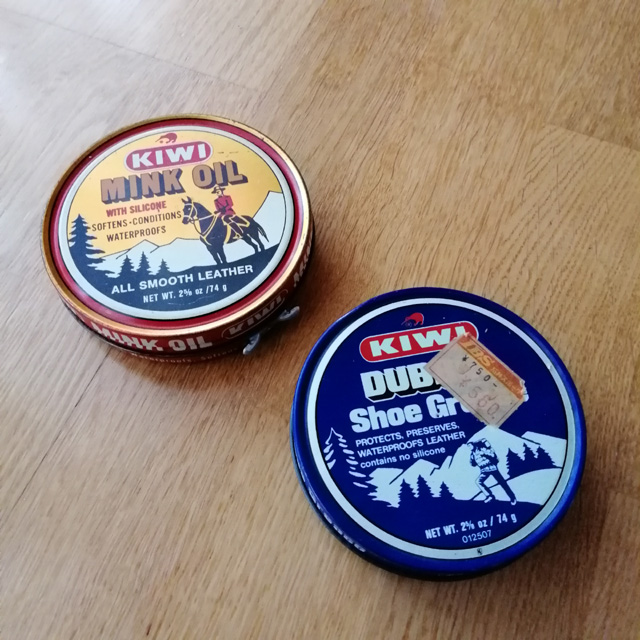 KIWI
MINK OIL
WITH SILICONE
SOFTENS·CONDITIONS
WATERPROOFS
ALL SMOOTH LEATHER
NET WT. 2⅝ oz/74 g
MINK OIL KIWI
KIWI
DUB
Shoe Gr
PROTECTS, PRESERVES,
WATERPROOFS LEATHER
contains no silicone
NET WT. 2⅝ oz / 74 g
012507